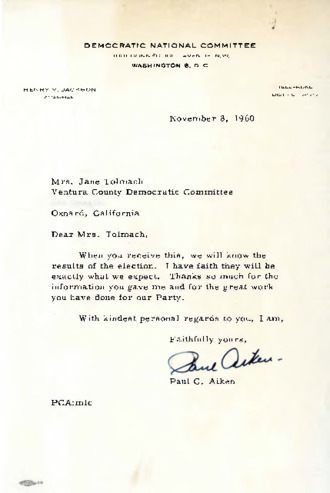 DEMOCRATIC NATIONAL COMMITTEE
WASHINGTON 6, D. C.
HENRY M. JACKSON
TELEPHONE
November 8, 1960
Mrs. Jane Tolmach
Ventura County Democratic Committee
Oxnard, California
Dear Mrs. Tolmach,
When you receive this, we will know the
results of the election. I have faith they will be
exactly what we expect. Thanks so much for the
information you gave me and for the great work
you have done for our Party.
With kindest personal regards to you, I am,
Faithfully yours,
Paul Aiken
Paul C. Aiken
PCA:mlc